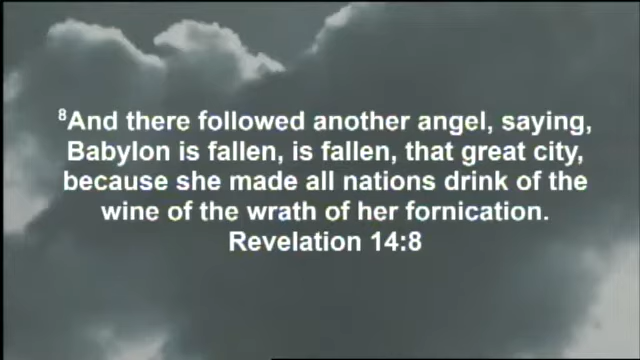 ⁸And there followed another angel, saying,
Babylon is fallen, is fallen, that great city,
because she made all nations drink of the
wine of the wrath of her fornication.
Revelation 14:8